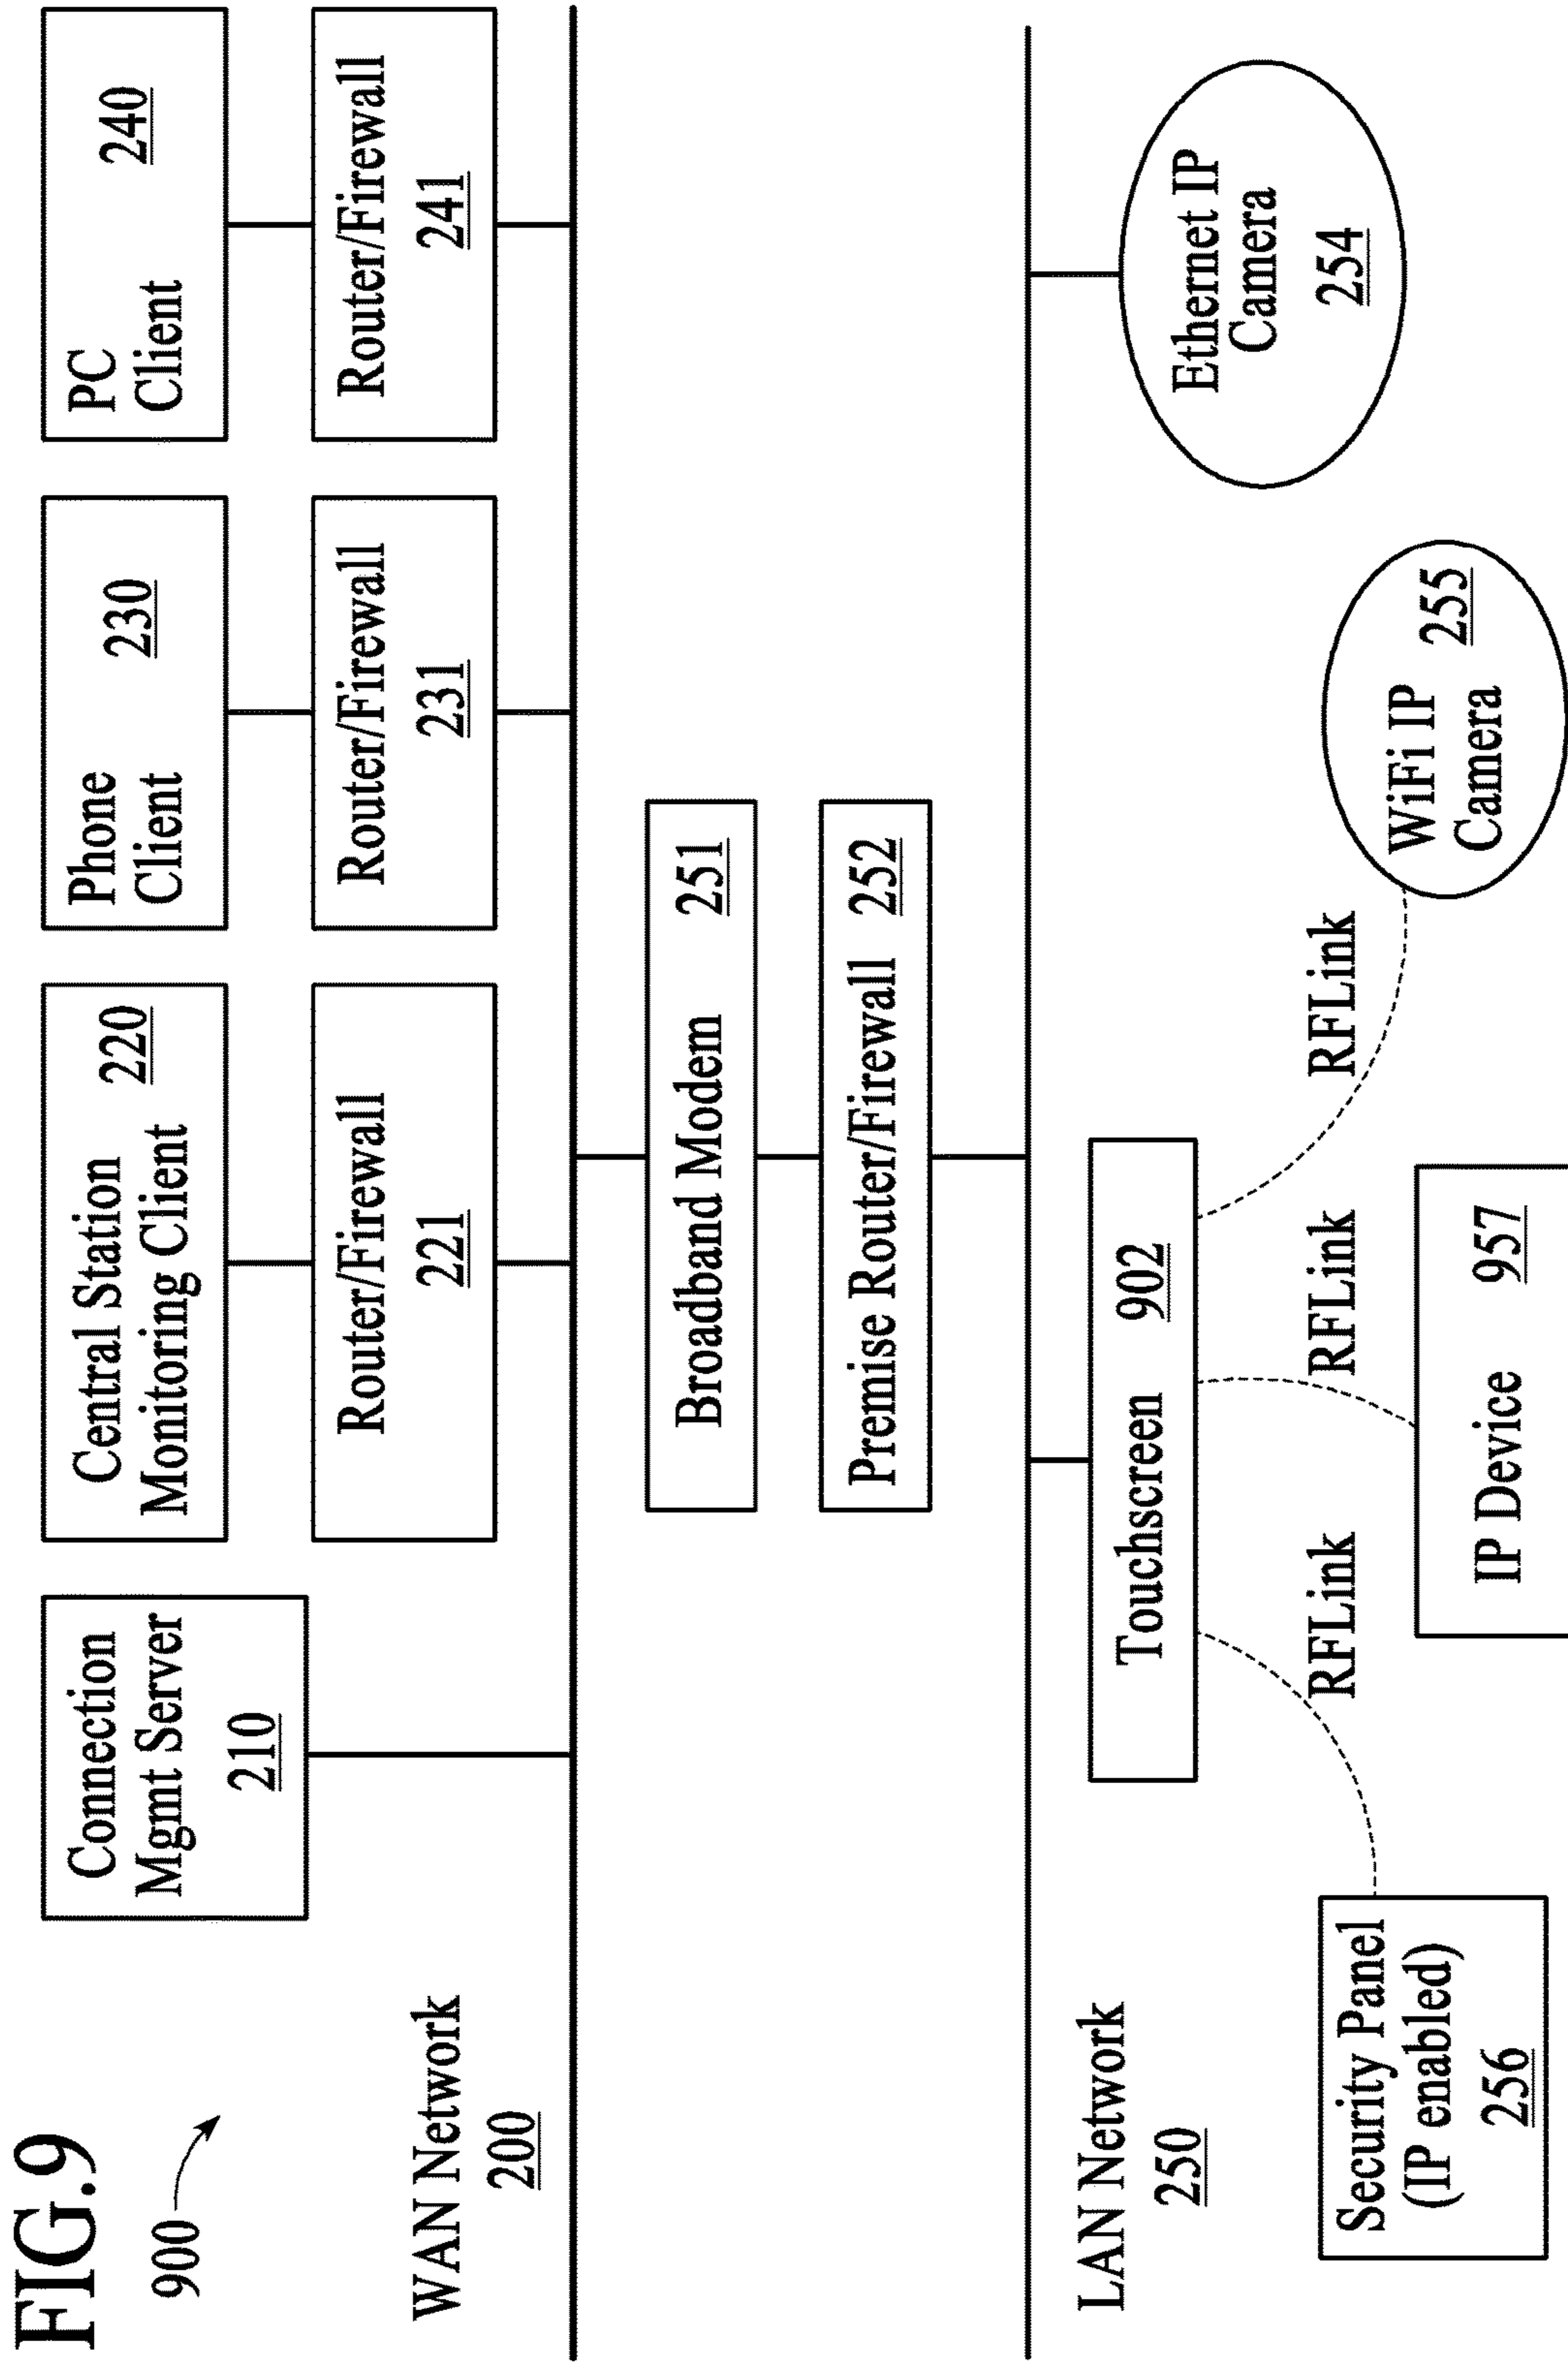 FIG.9
900
Connection
Mgmt Server
210
Central Station
Monitoring Client
220
Phone
Client
230
PC
Client
240
Router/Firewall
221
Router/Firewall
231
Router/Firewall
241
WAN Network
200
Broadband Modem 251
Premise Router/Firewall 252
LAN Network
250
Touchscreen 902
Ethernet IP
Camera
254
RFLink
RFLink
RFLink
Security Panel
(IP enabled)
256
IP Device 957
WiFi IP
Camera
255